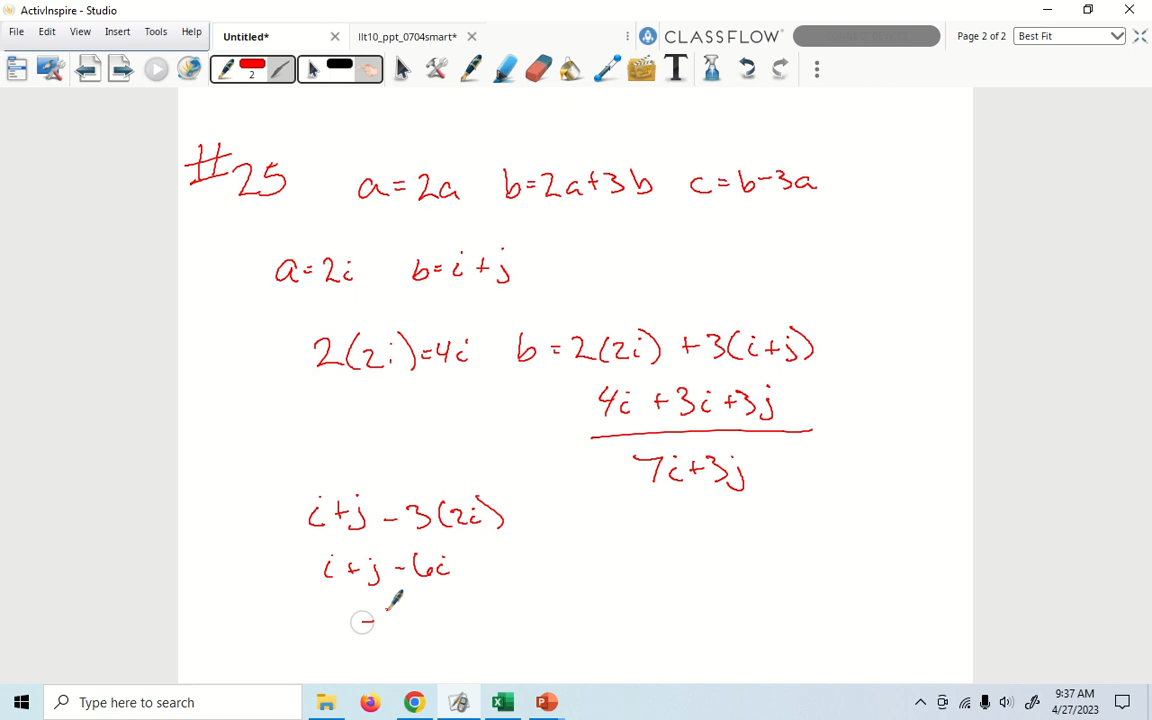 ActivInspire - Studio
File Edit View Insert Tools Help
Untitled* llt10_ppt_0704smart* CLASSFLOW Page 2 of 2 Best Fit
2
#25 a=2a b=2a+3b c=b-3a
a=2i b=i+j
2(2i)=4i b=2(2i)+3(i+j)
4i+3i+3j
7i+3j
i+j-3(2i)
i+j-6i
-
Type here to search
9:37 AM
4/27/2023